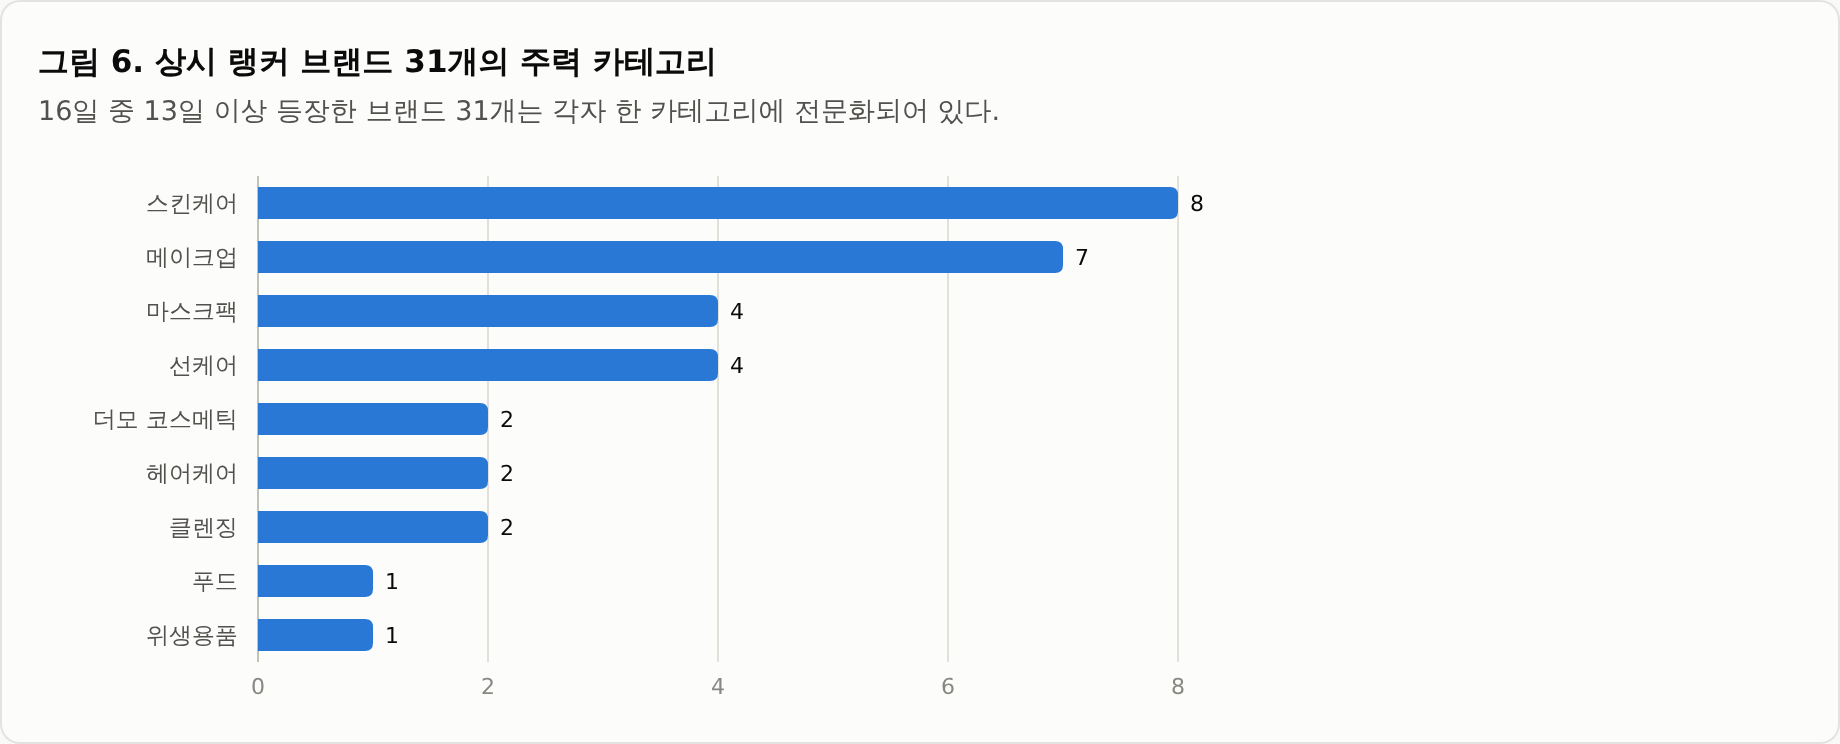 그림 6. 상시 랭커 브랜드 31개의 주력 카테고리
16일 중 13일 이상 등장한 브랜드 31개는 각자 한 카테고리에 전문화되어 있다.
스킨케어 8
메이크업 7
마스크팩 4
선케어 4
더모 코스메틱 2
헤어케어 2
클렌징 2
푸드 1
위생용품 1
0 2 4 6 8